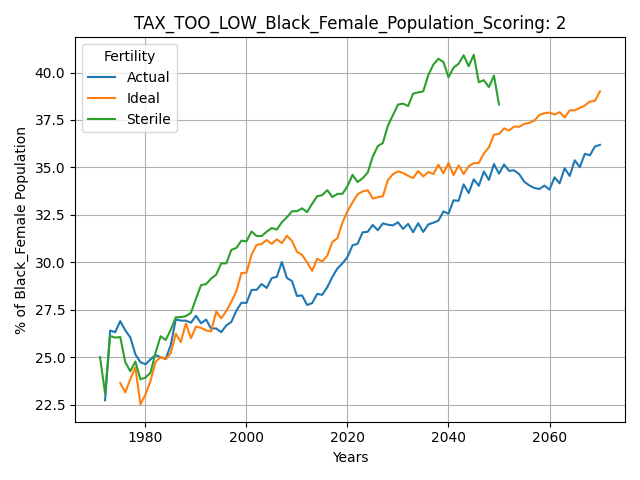 TAX_TOO_LOW_Black_Female_Population_Scoring: 2
Fertility
Actual
Ideal
Sterile
% of Black_Female Population
40.0
37.5
35.0
32.5
30.0
27.5
25.0
22.5
1980
2000
2020
2040
2060
Years